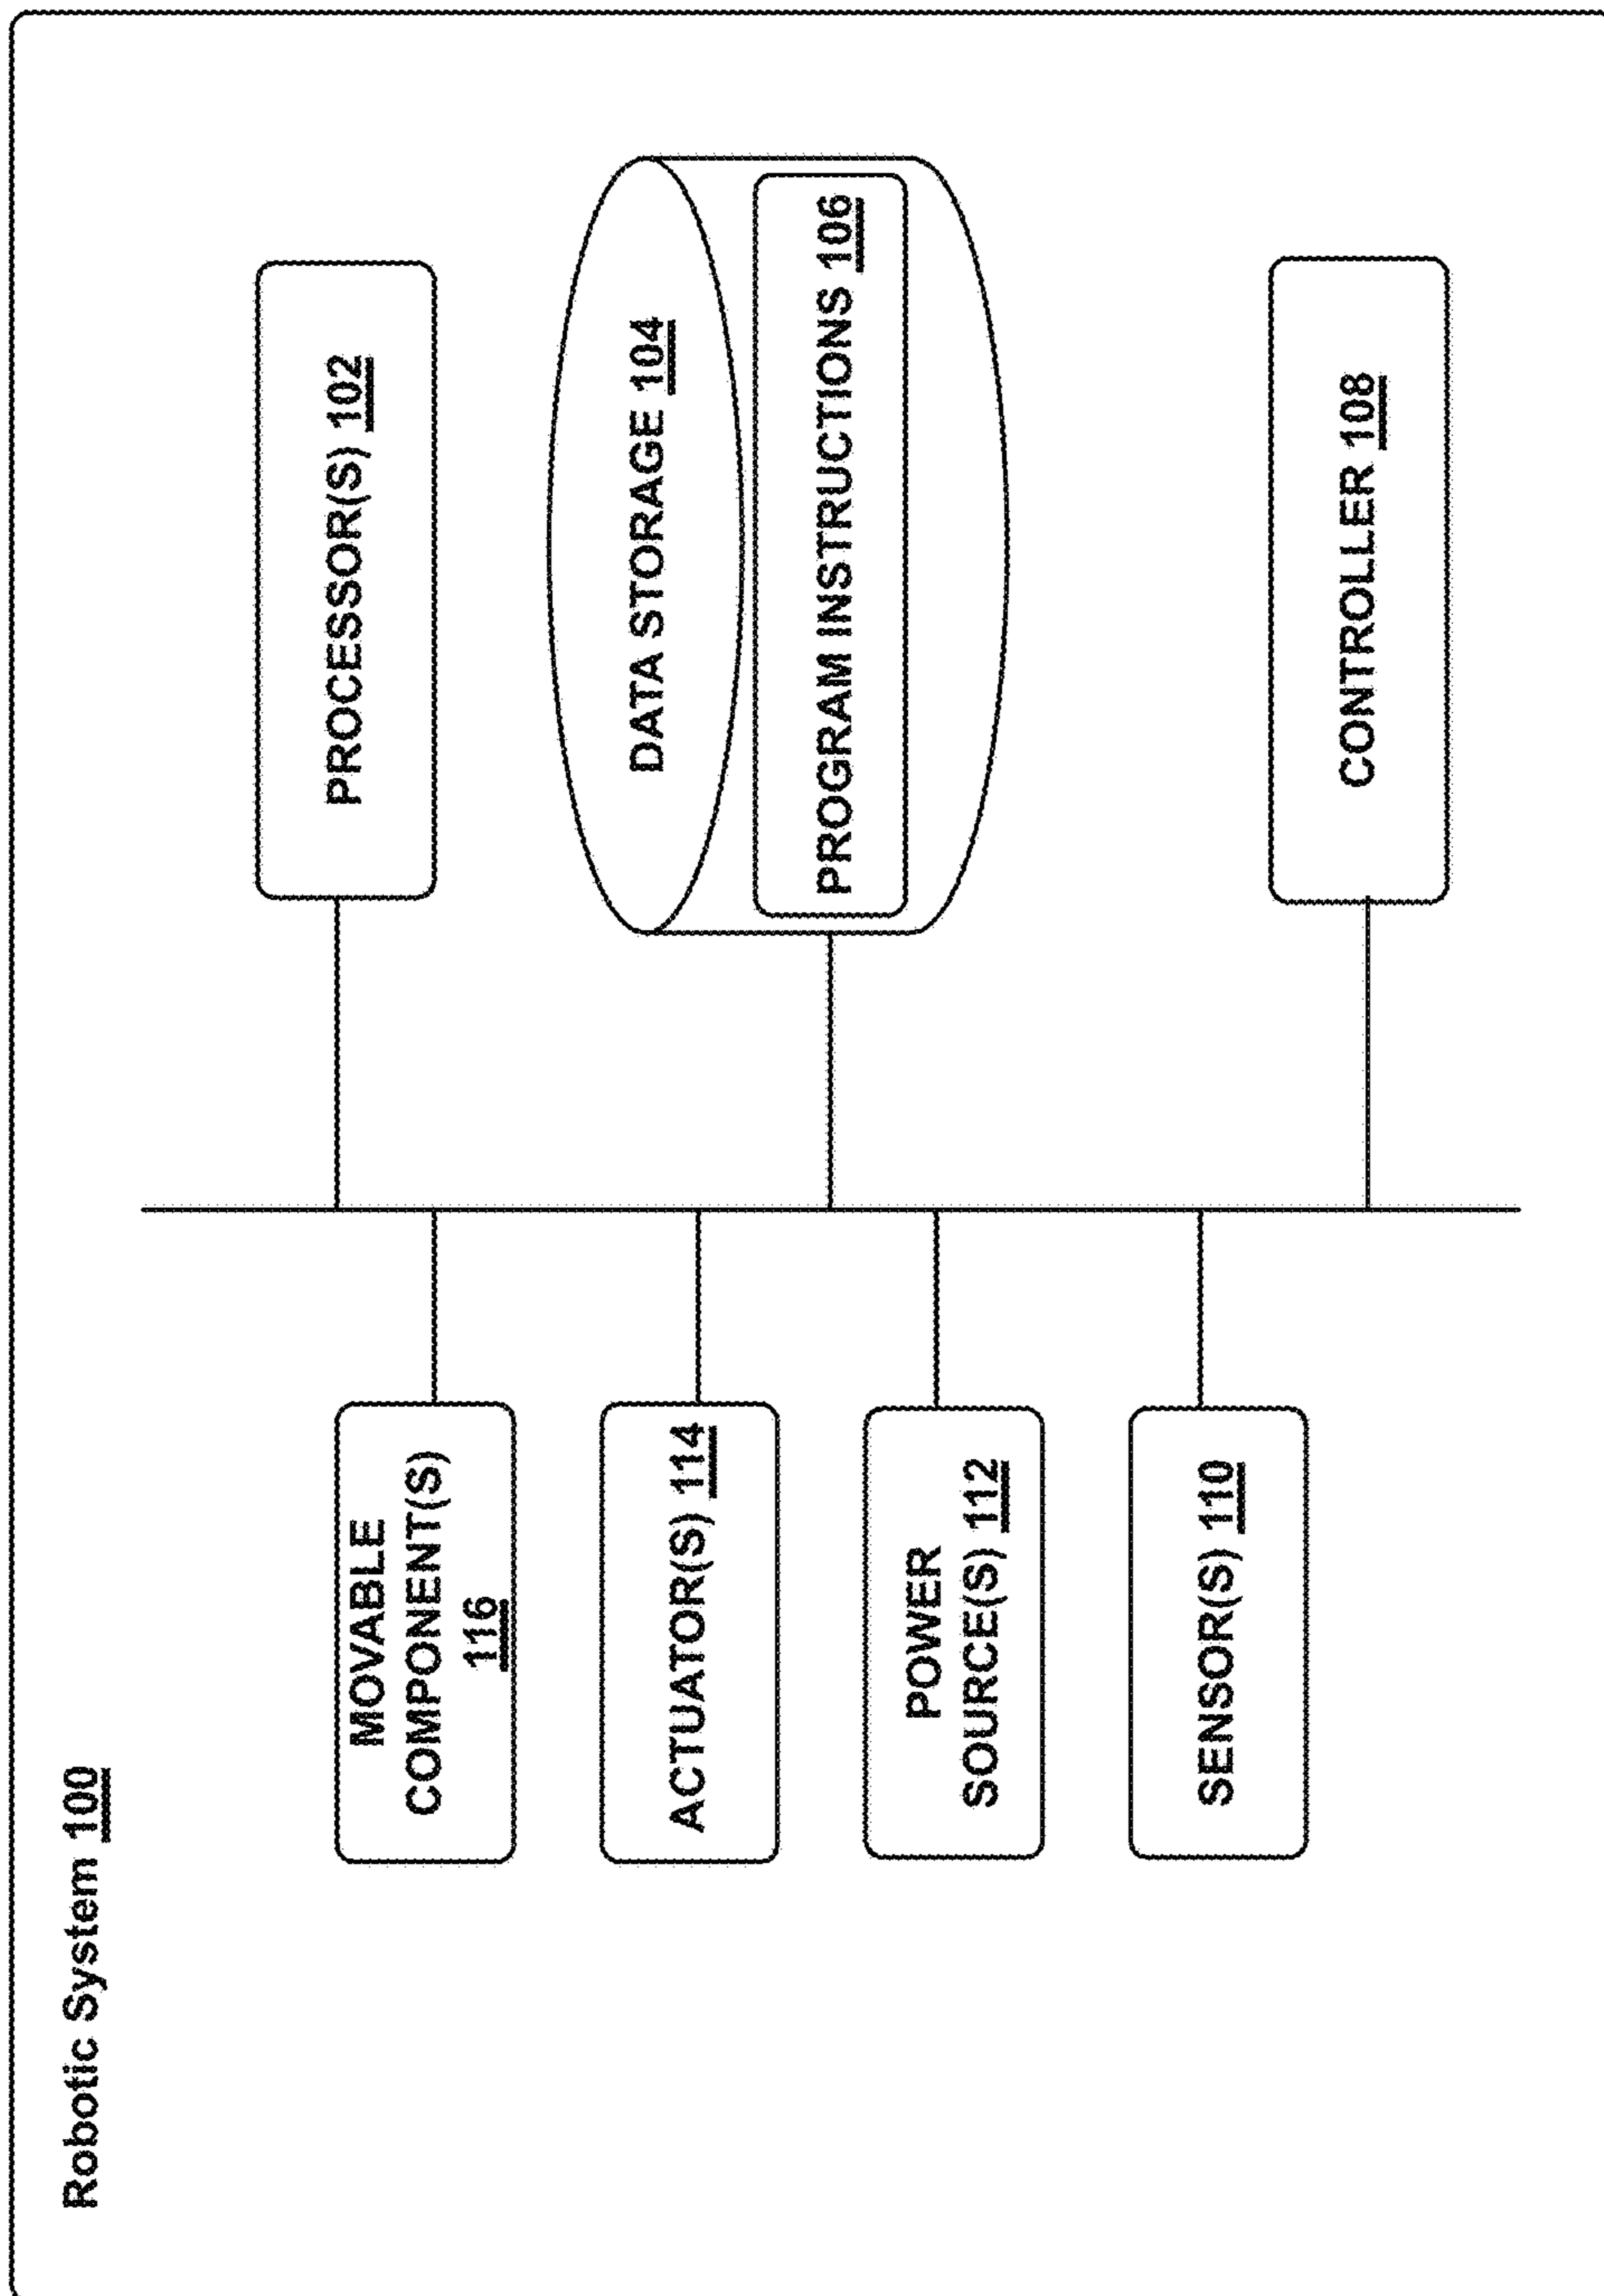 Robotic System 100
PROCESSOR(S) 102
DATA STORAGE 104
PROGRAM INSTRUCTIONS 106
CONTROLLER 108
MOVABLE
COMPONENT(S)
116
ACTUATOR(S) 114
POWER
SOURCE(S) 112
SENSOR(S) 110